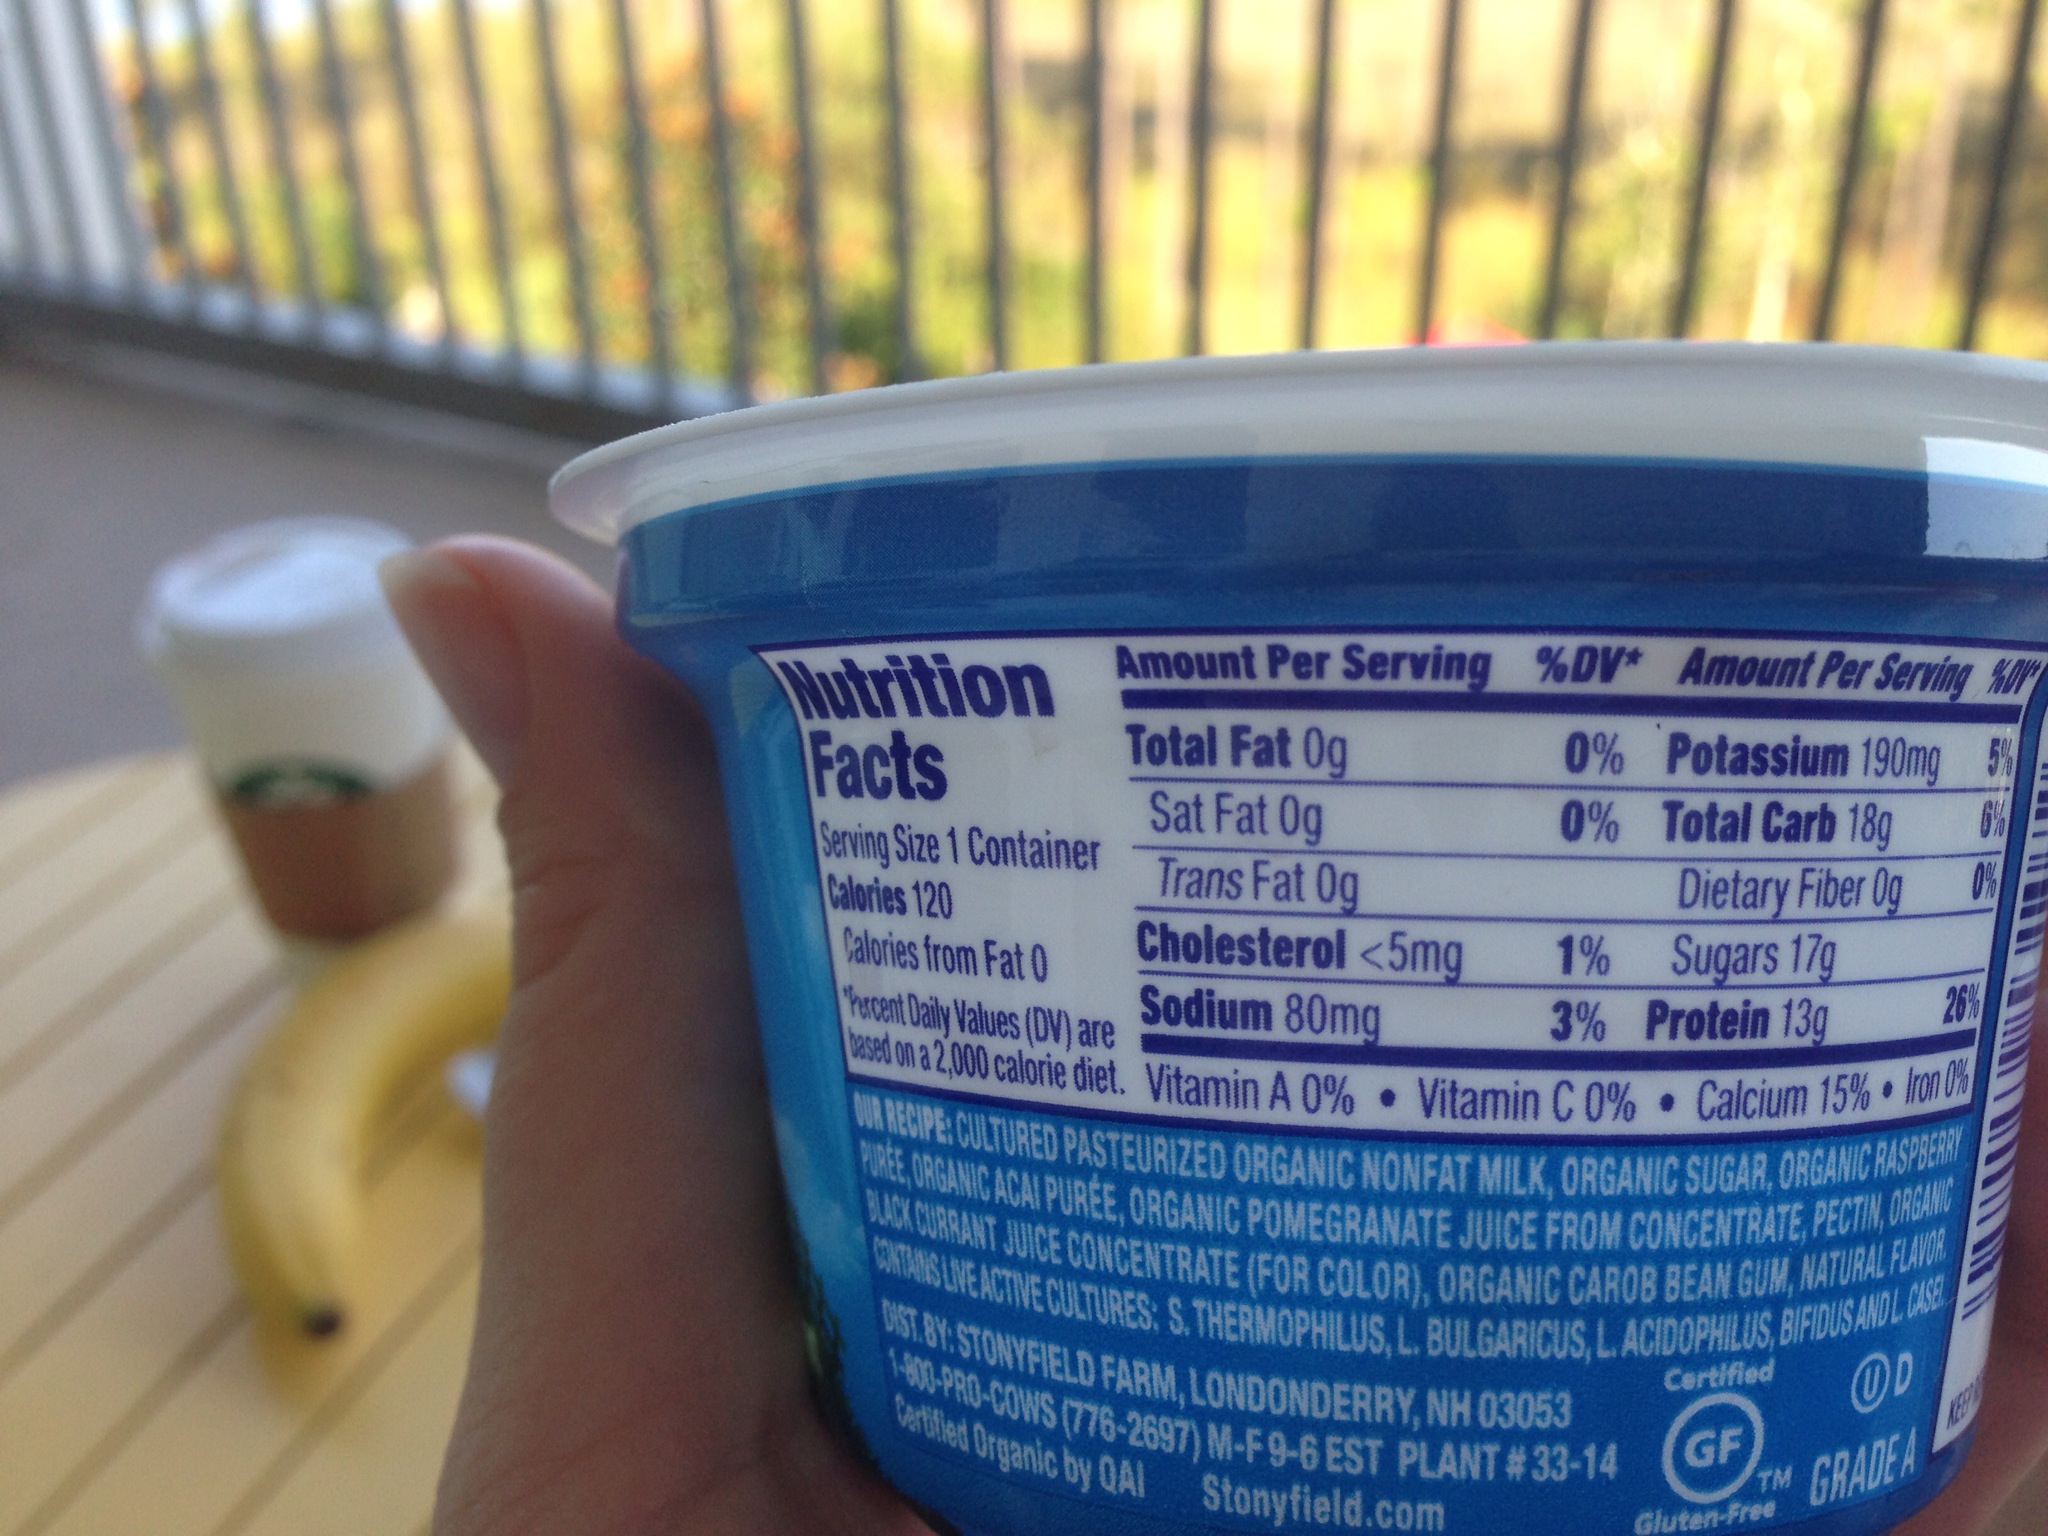 Nutrition
Facts
Serving Size 1 Container
Calories 120
Calories from Fat 0
*Percent Daily Values (DV) are
based on a 2,000 calorie diet.
Amount Per Serving %DV* Amount Per Serving %DV*
Total Fat 0g 0% Potassium 190mg 5%
Sat Fat 0g 0% Total Carb 18g 6%
Trans Fat 0g Dietary Fiber 0g 0%
Cholesterol <5mg 1% Sugars 17g
Sodium 80mg 3% Protein 13g 26%
Vitamin A 0% • Vitamin C 0% • Calcium 15% • Iron 0%
OUR RECIPE: CULTURED PASTEURIZED ORGANIC NONFAT MILK, ORGANIC SUGAR, ORGANIC RASPBERRY
PURÉE, ORGANIC ACAI PURÉE, ORGANIC POMEGRANATE JUICE FROM CONCENTRATE, PECTIN, ORGANIC
BLACK CURRANT JUICE CONCENTRATE (FOR COLOR), ORGANIC CAROB BEAN GUM, NATURAL FLAVOR.
CONTAINS LIVE ACTIVE CULTURES: S. THERMOPHILUS, L. BULGARICUS, L. ACIDOPHILUS, BIFIDUS AND L. CASEI.
DIST. BY: STONYFIELD FARM, LONDONDERRY, NH 03053
1-800-PRO-COWS (776-2697) M-F 9-6 EST PLANT # 33-14
Certified Organic by QAI Stonyfield.com
Certified
GF
TM
Gluten-Free
U D
GRADE A
KEEP